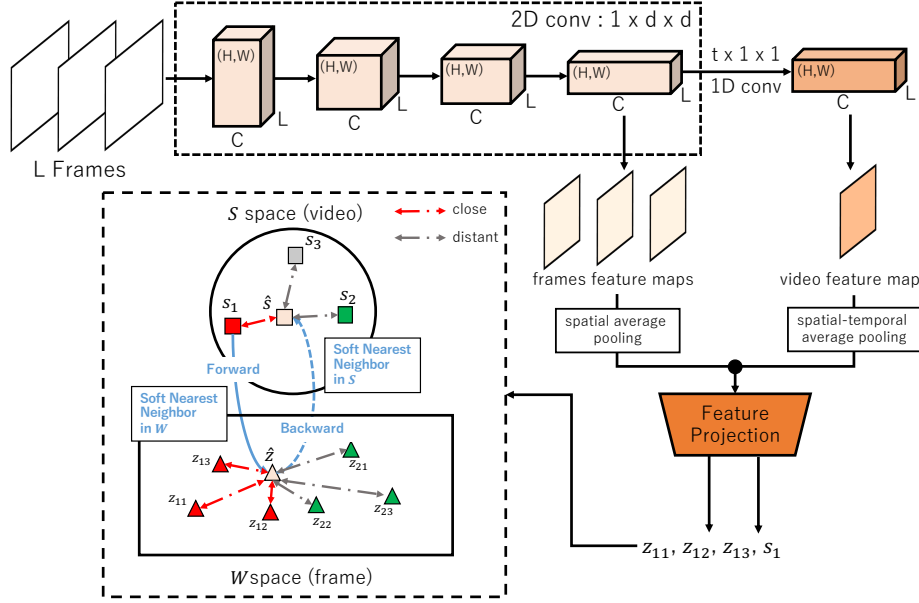 2D conv : 1 x d x d
(H,W)
C
L
(H,W)
C
L
(H,W)
C
L
(H,W)
C
L
t x 1 x 1
1D conv
(H,W)
C
L
L Frames
S space (video)
close
distant
s₃
s₁
ŝ
s₂
Forward
Soft Nearest
Neighbor
in S
Soft Nearest
Neighbor
in W
Backward
ẑ
z₁₃
z₂₁
z₁₁
z₁₂
z₂₂
z₂₃
W space (frame)
frames feature maps
video feature map
spatial average
pooling
spatial-temporal
average pooling
Feature
Projection
z₁₁, z₁₂, z₁₃, s₁